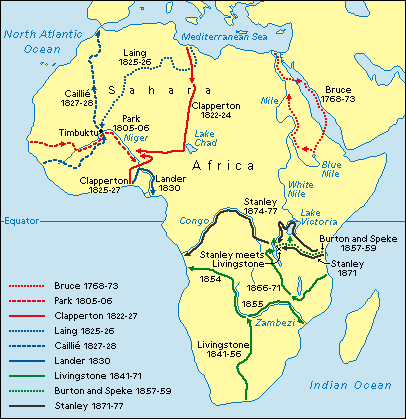 North Atlantic
Ocean
Mediterranean Sea
Laing
1825-26
Caillié
1827-28
Sahara
Park
1805-06
Clapperton
1822-24
Bruce
1768-73
Nile
Timbuktu
Niger
Lake
Chad
Africa
Blue
Nile
White
Nile
Clapperton
1825-27
Lander
1830
Stanley
1874-77
Lake
Victoria
Equator
Congo
Burton and Speke
1857-59
Stanley meets
Livingstone
Stanley
1871
1854
1866-71
1855
Zambezi
Livingstone
1841-56
Indian Ocean
Bruce 1768-73
Park 1805-06
Clapperton 1822-27
Laing 1825-26
Caillié 1827-28
Lander 1830
Livingstone 1841-71
Burton and Speke 1857-59
Stanley 1871-77